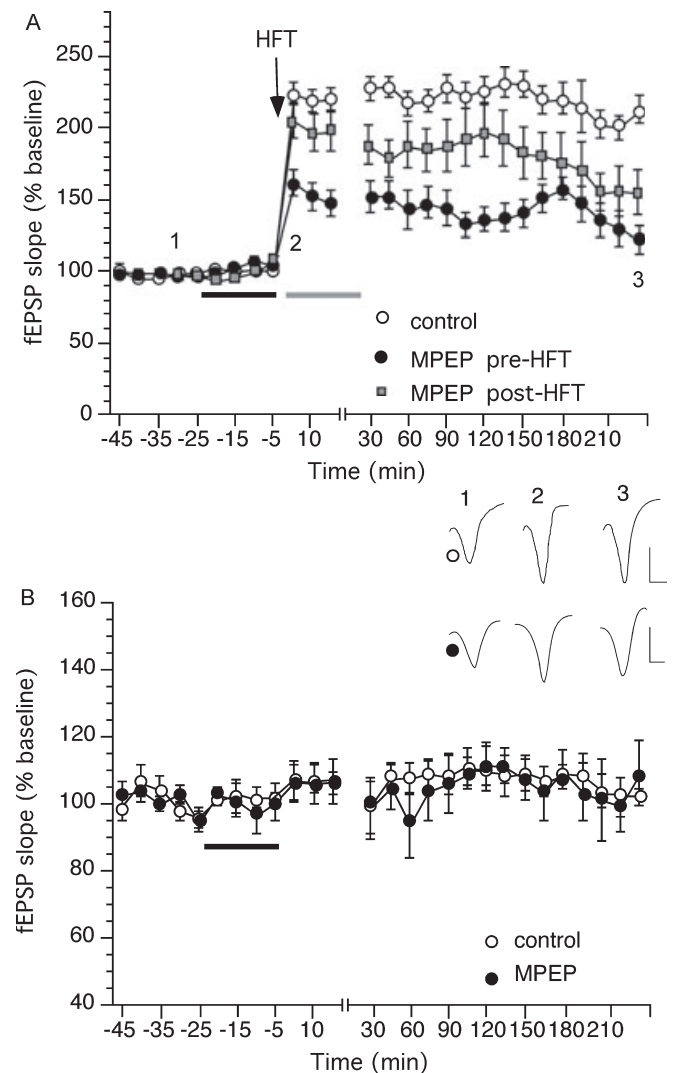 A
HFT
250
200
150
100
50
0
fEPSP slope (% baseline)
1
2
3
control
MPEP pre-HFT
MPEP post-HFT
-45 -35 -25 -15 -5 10 30 60 90 120 150 180 210
Time (min)
1 2 3
B
160
140
120
100
80
60
40
fEPSP slope (% baseline)
control
MPEP
-45 -35 -25 -15 -5 10 30 60 90 120 150 180 210
Time (min)